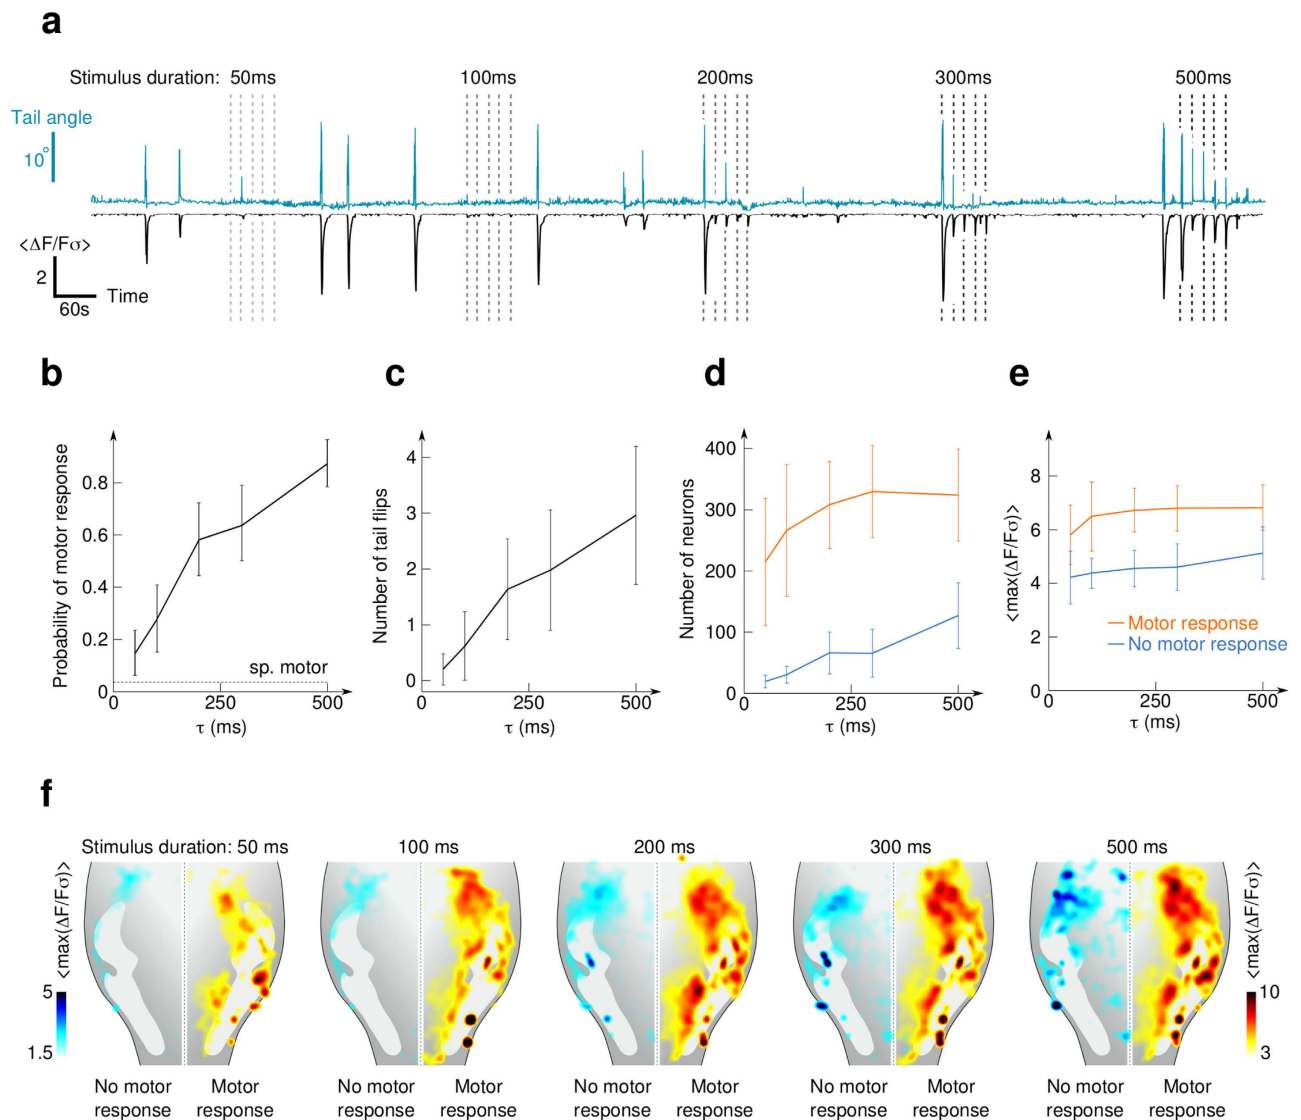 a
Stimulus duration: 50ms 100ms 200ms 300ms 500ms
Tail angle
10°
<ΔF/Fσ>
2
Time
60s
b
Probability of motor response
0.8
0.6
0.4
0.2
0
sp. motor
0 250 500
τ (ms)
c
Number of tail flips
4
3
2
1
0
0 250 500
τ (ms)
d
Number of neurons
400
300
200
100
0
0 250 500
τ (ms)
e
<max(ΔF/Fσ)>
8
6
4
2
0
Motor response
No motor response
0 250 500
τ (ms)
f
Stimulus duration: 50 ms 100 ms 200 ms 300 ms 500 ms
<max(ΔF/Fσ)>
5
1.5
<max(ΔF/Fσ)>
10
3
No motor response
Motor response
No motor response
Motor response
No motor response
Motor response
No motor response
Motor response
No motor response
Motor response